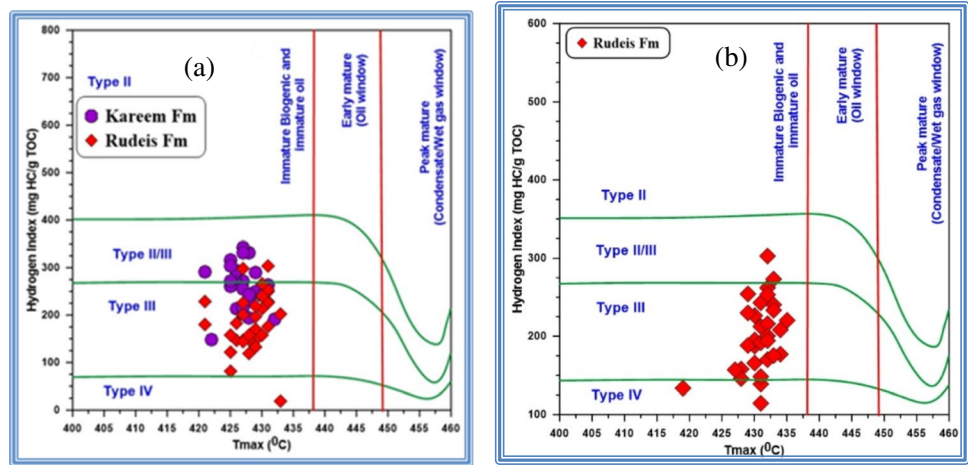 (a)
Hydrogen Index (mg HC/g TOC)
800
700
600
500
400
300
200
100
0
Type II
Kareem Fm
Rudeis Fm
Type II/III
Type III
Type IV
Immature Biogenic and
immature oil
Early mature
(Oil window)
Peak mature
(Condensate/Wet gas window)
400 405 410 415 420 425 430 435 440 445 450 455 460
Tmax (⁰C)
(b)
Hydrogen Index (mg HC/g TOC)
600
550
500
450
400
350
300
250
200
150
100
Rudeis Fm
Type II
Type II/III
Type III
Type IV
Immature Biogenic and
immature oil
Early mature
(Oil window)
Peak mature
(Condensate/Wet gas window)
400 405 410 415 420 425 430 435 440 445 450 455 460
Tmax (⁰C)